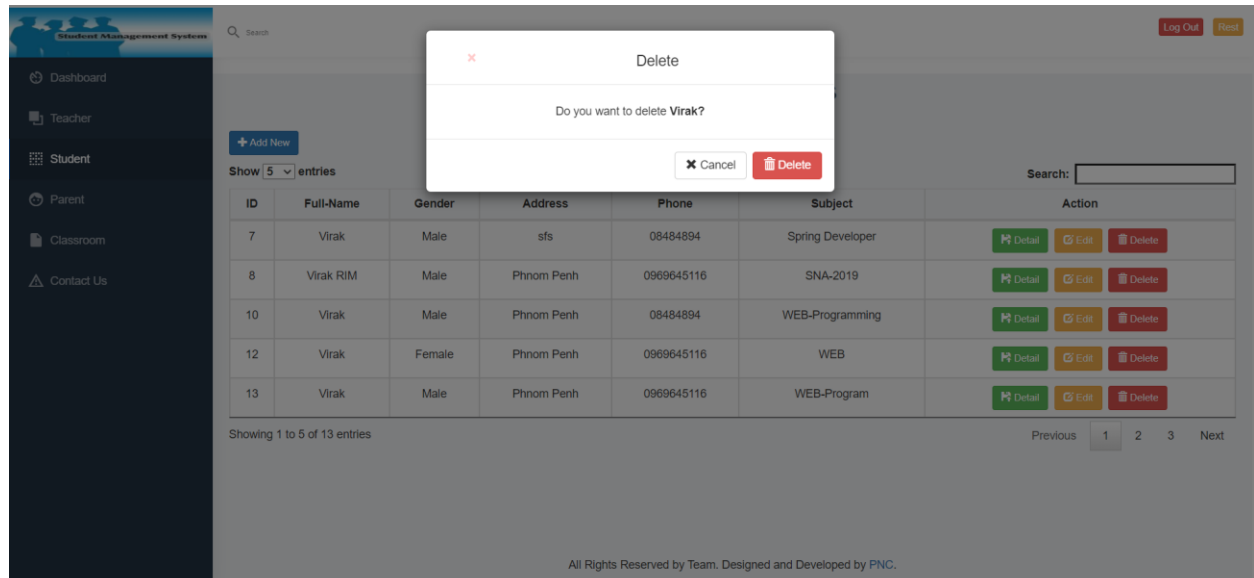 Student Management System
Search
Log Out Rest
Dashboard
Teacher
Student
Parent
Classroom
Contact Us
Delete
Do you want to delete Virak?
Cancel Delete
Add New
Show 5 entries
Search:
ID Full-Name Gender Address Phone Subject Action
7 Virak Male sfs 08484894 Spring Developer Detail Edit Delete
8 Virak RIM Male Phnom Penh 0969645116 SNA-2019 Detail Edit Delete
10 Virak Male Phnom Penh 08484894 WEB-Programming Detail Edit Delete
12 Virak Female Phnom Penh 0969645116 WEB Detail Edit Delete
13 Virak Male Phnom Penh 0969645116 WEB-Program Detail Edit Delete
Showing 1 to 5 of 13 entries
Previous 1 2 3 Next
All Rights Reserved by Team. Designed and Developed by PNC.